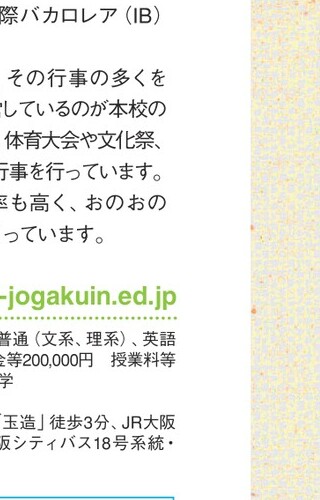 際バカロレア（IB）
その行事の多くを
しているのが本校の
体育大会や文化祭、
行事を行っています。
率も高く、おのおの
っています。
-jogakuin.ed.jp
普通（文系、理系）、英語
金等200,000円　授業料等
学
「玉造」徒歩3分、JR大阪
阪シティバス18号系統・